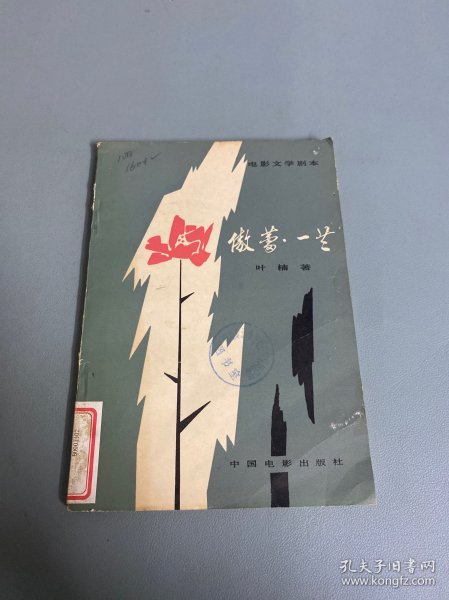 电影文学剧本
傲蕾·一兰
叶楠著
中国电影出版社
孔夫子旧书网
www.kongfz.com